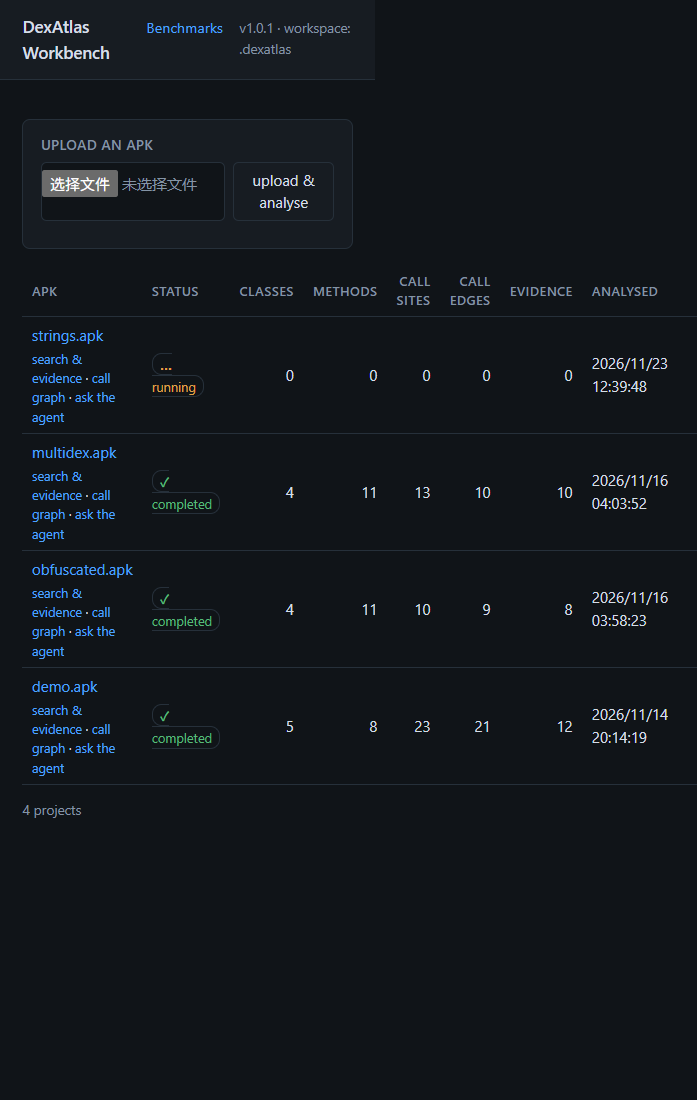 DexAtlas
Workbench
Benchmarks
v1.0.1 · workspace:
.dexatlas
UPLOAD AN APK
选择文件 未选择文件
upload &
analyse
APK STATUS CLASSES METHODS CALL SITES CALL EDGES EVIDENCE ANALYSED
strings.apk
search &
evidence · call
graph · ask the
agent
…
running
0 0 0 0 0
2026/11/23
12:39:48
multidex.apk
search &
evidence · call
graph · ask the
agent
✓
completed
4 11 13 10 10
2026/11/16
04:03:52
obfuscated.apk
search &
evidence · call
graph · ask the
agent
✓
completed
4 11 10 9 8
2026/11/16
03:58:23
demo.apk
search &
evidence · call
graph · ask the
agent
✓
completed
5 8 23 21 12
2026/11/14
20:14:19
4 projects